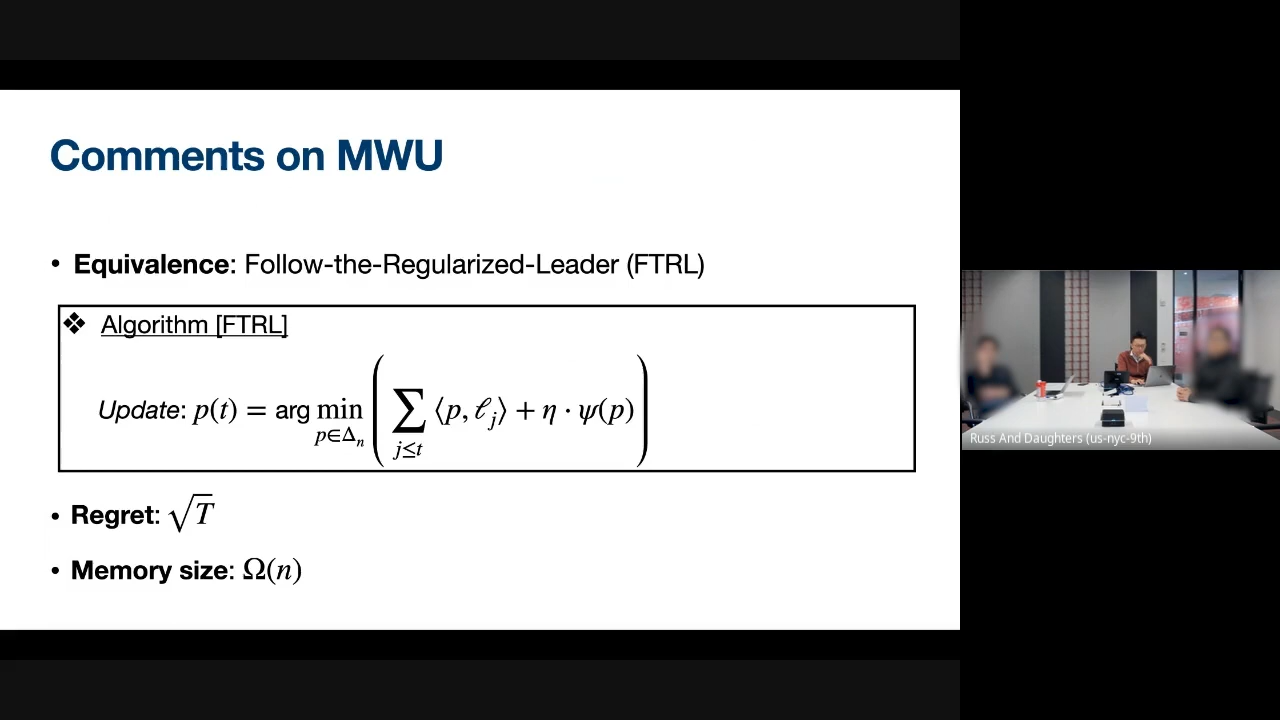 Comments on MWU
• Equivalence: Follow-the-Regularized-Leader (FTRL)
❖ Algorithm [FTRL]
Update: p(t) = arg min_{p∈Δ_n} ( ∑_{j≤t} ⟨p, ℓ_j⟩ + η · ψ(p) )
• Regret: √T
• Memory size: Ω(n)
Russ And Daughters (us-nyc-9th)